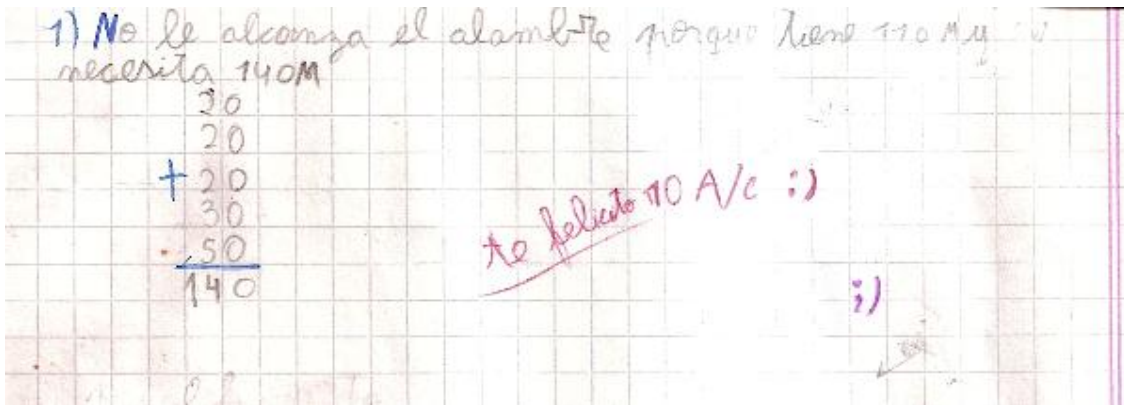 1) No le alcanza el alambre porque tiene 110 M y
necesita 140M
20
20
+ 20
30
50
140
te felicito 10 A/c :)
;)